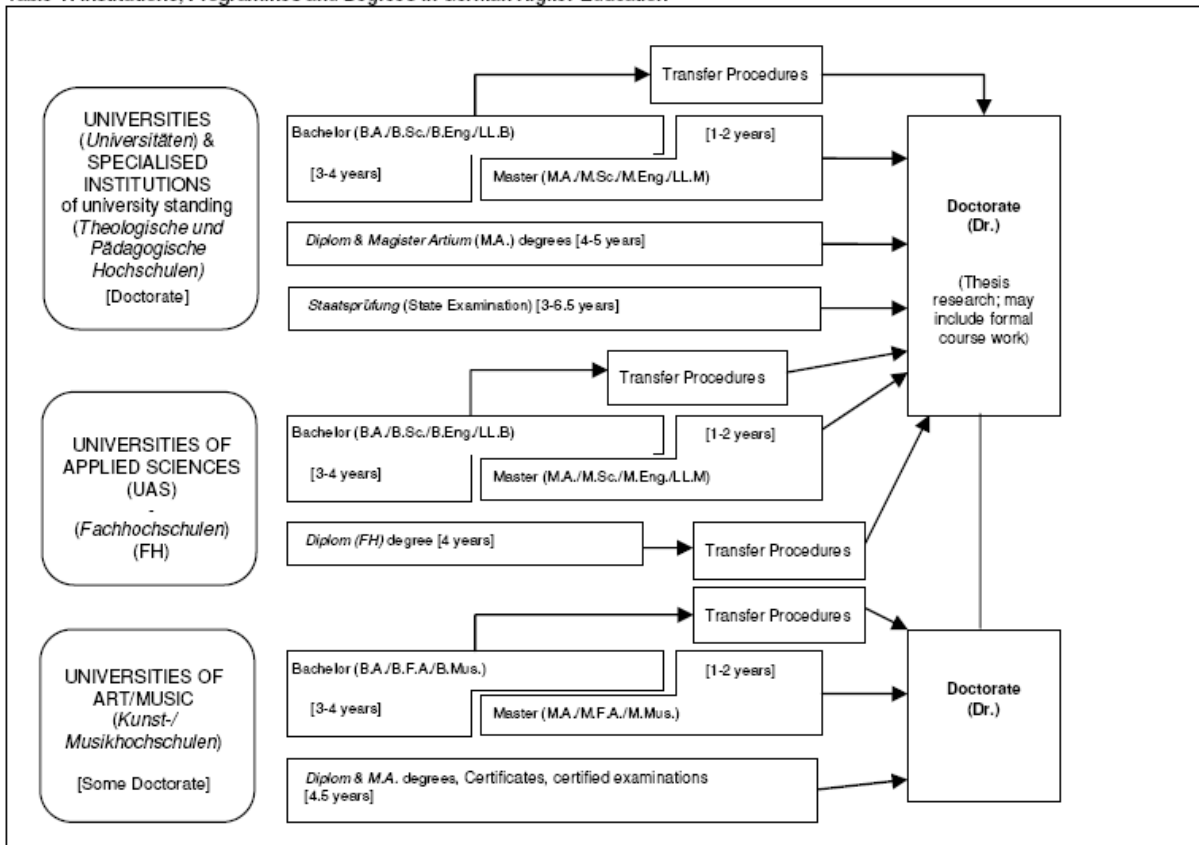 Transfer Procedures
UNIVERSITIES
(Universitäten) &
SPECIALISED
INSTITUTIONS
of university standing
(Theologische und
Pädagogische
Hochschulen)
[Doctorate]
Bachelor (B.A./B.Sc./B.Eng./LL.B)
[3-4 years]
[1-2 years]
Master (M.A./M.Sc./M.Eng./LL.M)
Diplom & Magister Artium (M.A.) degrees [4-5 years]
Staatsprüfung (State Examination) [3-6.5 years]
Doctorate
(Dr.)
(Thesis
research; may
include formal
course work)
Transfer Procedures
UNIVERSITIES OF
APPLIED SCIENCES
(UAS)
-
(Fachhochschulen)
(FH)
Bachelor (B.A./B.Sc./B.Eng./LL.B)
[3-4 years]
[1-2 years]
Master (M.A./M.Sc./M.Eng./LL.M)
Diplom (FH) degree [4 years]
Transfer Procedures
Transfer Procedures
UNIVERSITIES OF
ART/MUSIC
(Kunst-/
Musikhochschulen)
[Some Doctorate]
Bachelor (B.A./B.F.A./B.Mus.)
[3-4 years]
[1-2 years]
Master (M.A./M.F.A./M.Mus.)
Diplom & M.A. degrees, Certificates, certified examinations
[4.5 years]
Doctorate
(Dr.)